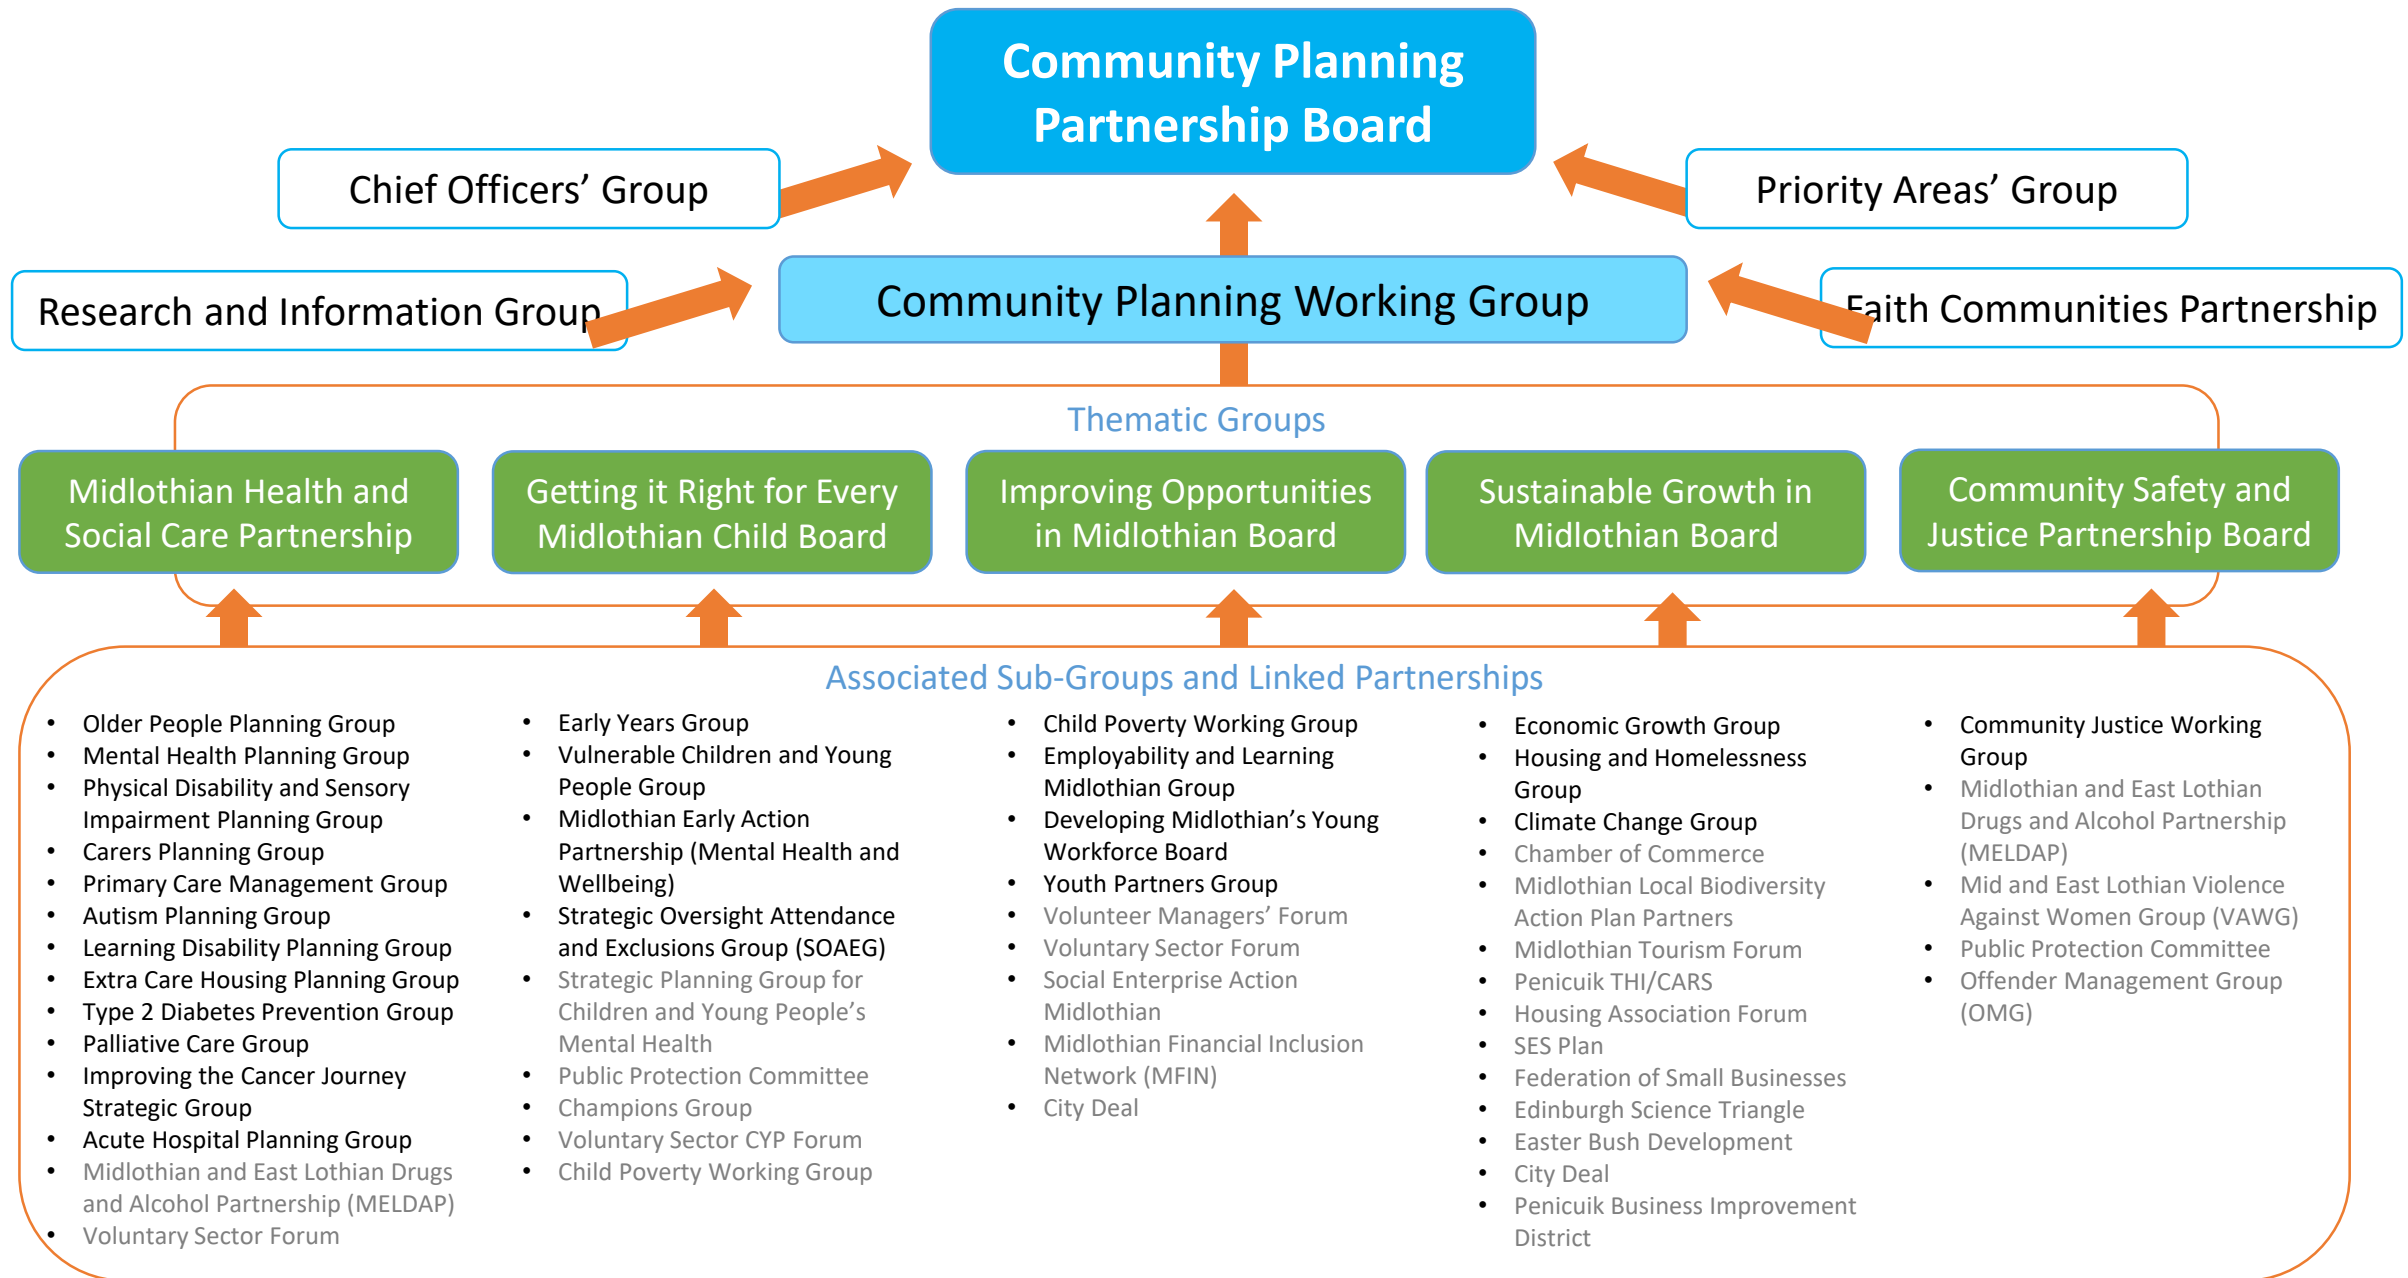 Community Planning
Partnership Board
Chief Officers’ Group
Priority Areas’ Group
Research and Information Group
Community Planning Working Group
Faith Communities Partnership
Thematic Groups
Midlothian Health and
Social Care Partnership
Getting it Right for Every
Midlothian Child Board
Improving Opportunities
in Midlothian Board
Sustainable Growth in
Midlothian Board
Community Safety and
Justice Partnership Board
Associated Sub-Groups and Linked Partnerships
• Older People Planning Group
• Mental Health Planning Group
• Physical Disability and Sensory
Impairment Planning Group
• Carers Planning Group
• Primary Care Management Group
• Autism Planning Group
• Learning Disability Planning Group
• Extra Care Housing Planning Group
• Type 2 Diabetes Prevention Group
• Palliative Care Group
• Improving the Cancer Journey
Strategic Group
• Acute Hospital Planning Group
• Midlothian and East Lothian Drugs
and Alcohol Partnership (MELDAP)
• Voluntary Sector Forum
• Early Years Group
• Vulnerable Children and Young
People Group
• Midlothian Early Action
Partnership (Mental Health and
Wellbeing)
• Strategic Oversight Attendance
and Exclusions Group (SOAEG)
• Strategic Planning Group for
Children and Young People’s
Mental Health
• Public Protection Committee
• Champions Group
• Voluntary Sector CYP Forum
• Child Poverty Working Group
• Child Poverty Working Group
• Employability and Learning
Midlothian Group
• Developing Midlothian’s Young
Workforce Board
• Youth Partners Group
• Volunteer Managers’ Forum
• Voluntary Sector Forum
• Social Enterprise Action
Midlothian
• Midlothian Financial Inclusion
Network (MFIN)
• City Deal
• Economic Growth Group
• Housing and Homelessness
Group
• Climate Change Group
• Chamber of Commerce
• Midlothian Local Biodiversity
Action Plan Partners
• Midlothian Tourism Forum
• Penicuik THI/CARS
• Housing Association Forum
• SES Plan
• Federation of Small Businesses
• Edinburgh Science Triangle
• Easter Bush Development
• City Deal
• Penicuik Business Improvement
District
• Community Justice Working
Group
• Midlothian and East Lothian
Drugs and Alcohol Partnership
(MELDAP)
• Mid and East Lothian Violence
Against Women Group (VAWG)
• Public Protection Committee
• Offender Management Group
(OMG)